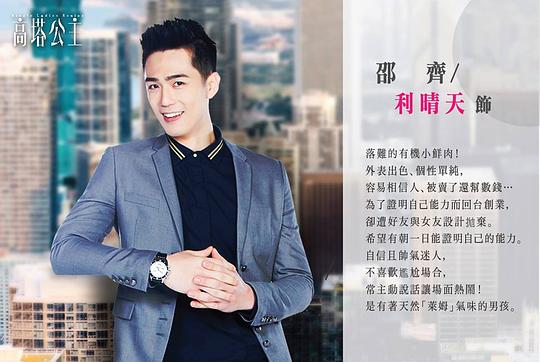 Single Ladies Senior
高塔公主
邵 齊/
利晴天 飾
落難的有機小鮮肉!
外表出色、個性單純,
容易相信人、被賣了還幫數錢…
為了證明自己能力而回台創業,
卻遭好友與女友設計拋棄。
希望有朝一日能證明自己的能力。
自信且帥氣迷人,
不喜歡尷尬場合,
常主動說話讓場面熱鬧!
是有著天然「萊姆」氣味的男孩。